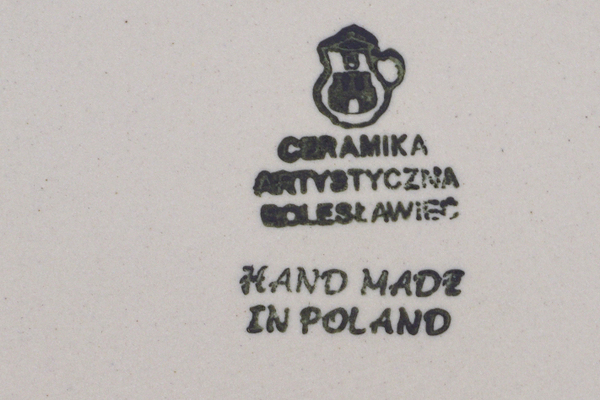 CERAMIKA
ARTYSTYCZNA
BOLESŁAWIEC
HAND MADE
IN POLAND